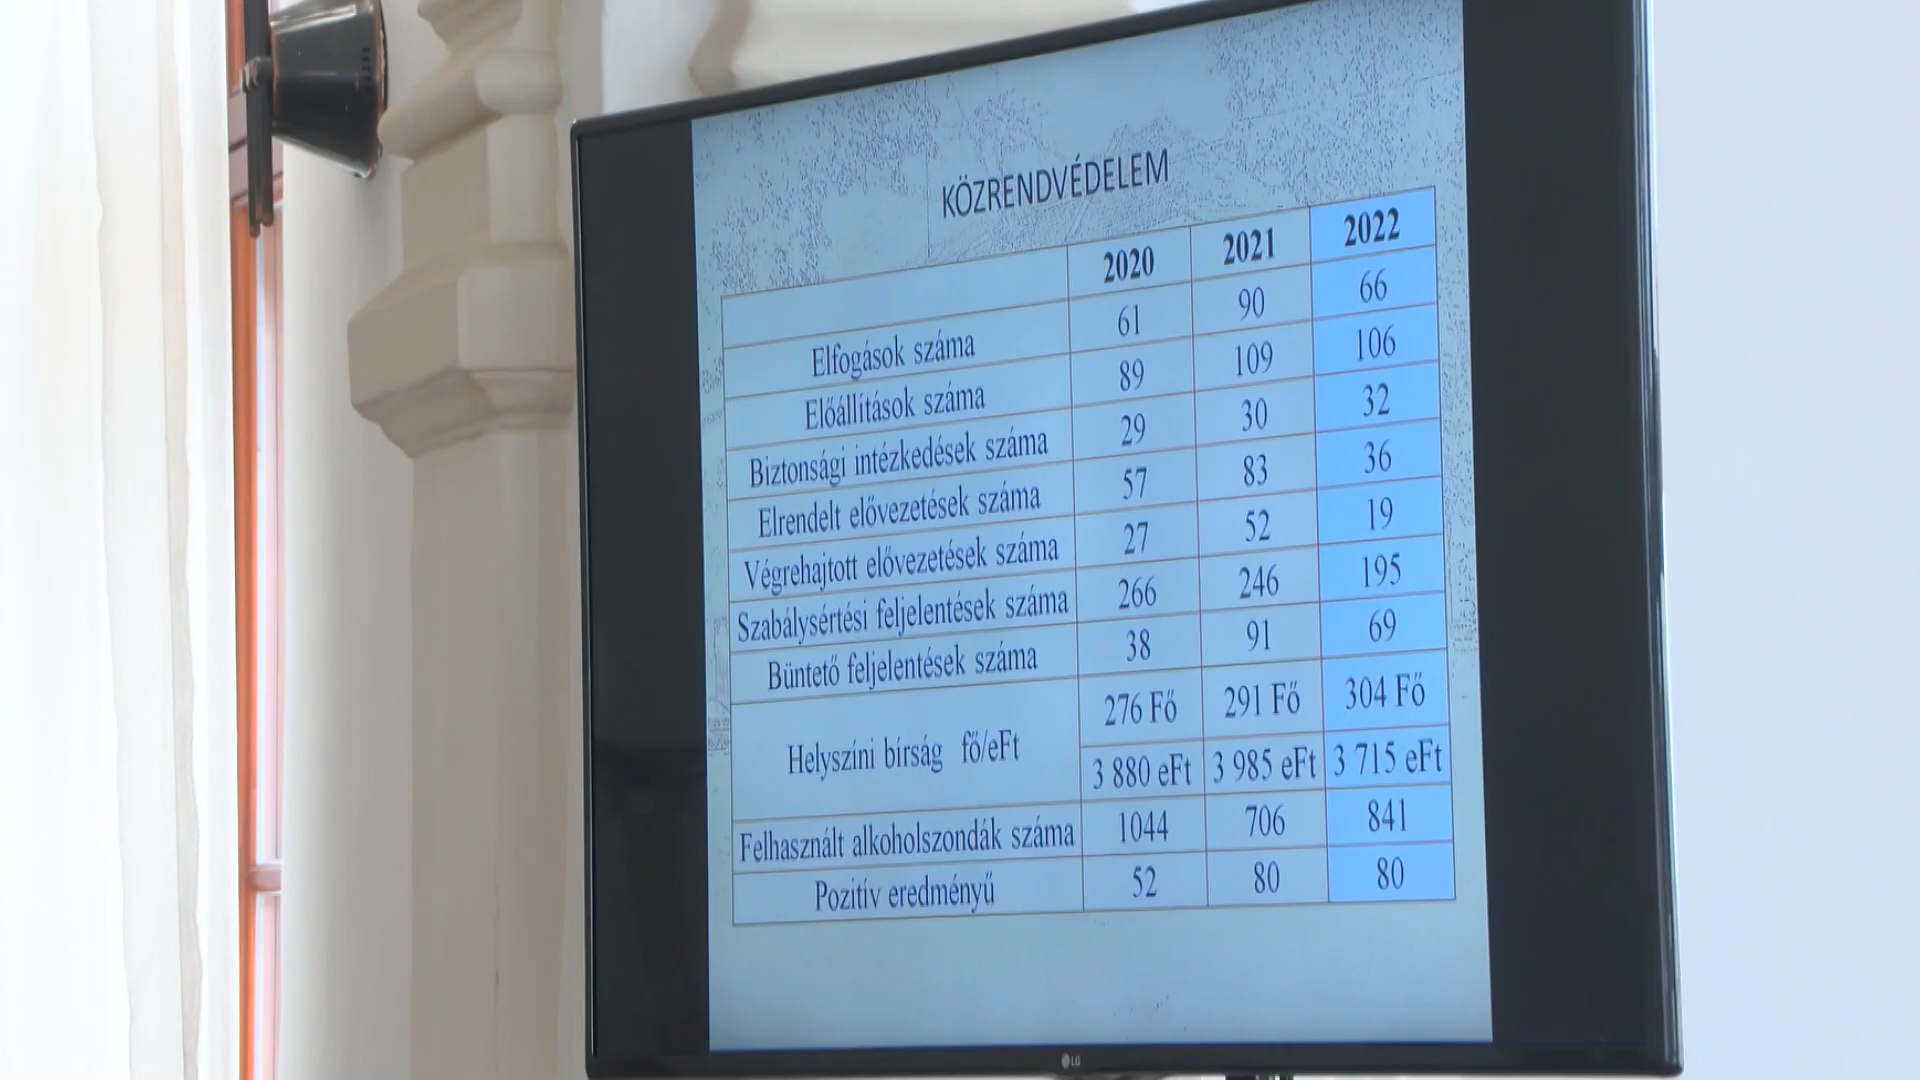 KÖZRENDVÉDELEM
2020 2021 2022
Elfogások száma 61 90 66
Előállítások száma 89 109 106
Biztonsági intézkedések száma 29 30 32
Elrendelt elővezetések száma 57 83 36
Végrehajtott elővezetések száma 27 52 19
Szabálysértési feljelentések száma 266 246 195
Büntető feljelentések száma 38 91 69
Helyszíni bírság fő/eFt 276 Fő 291 Fő 304 Fő
3 880 eFt 3 985 eFt 3 715 eFt
Felhasznált alkoholszondák száma 1044 706 841
Pozitív eredményű 52 80 80
LG